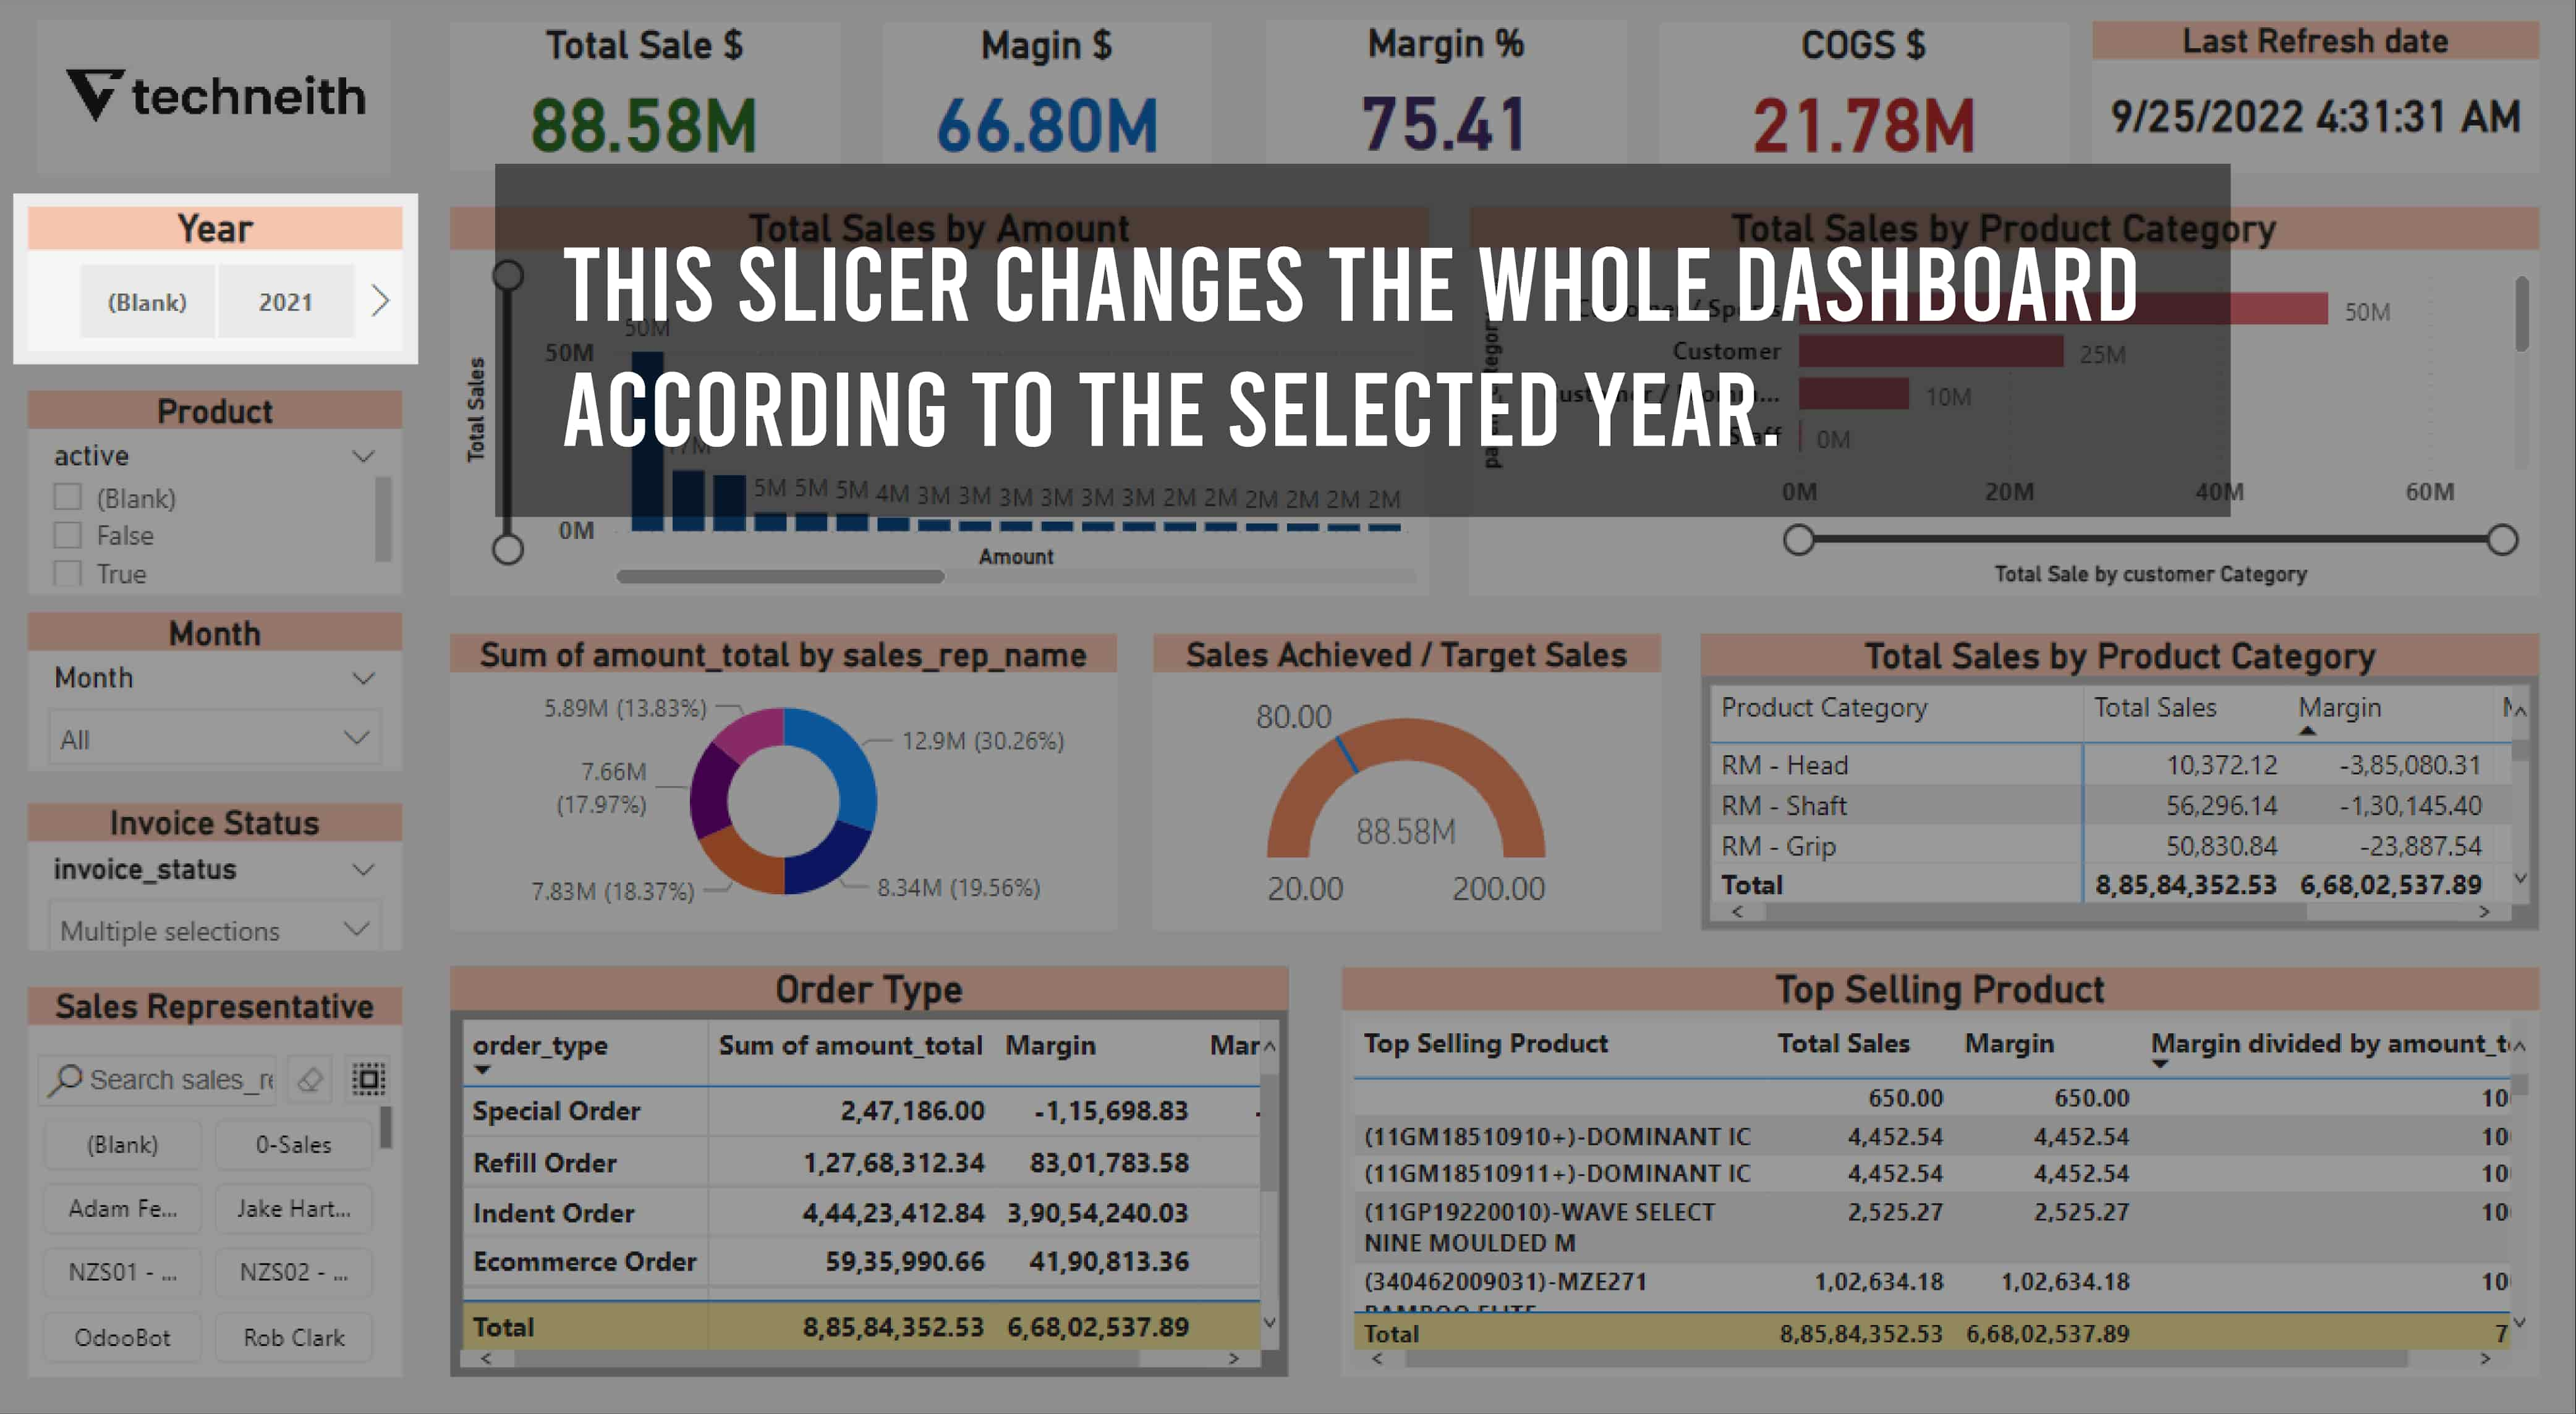 techneith
Total Sale $
88.58M
Magin $
66.80M
Margin %
75.41
COGS $
21.78M
Last Refresh date
9/25/2022 4:31:31 AM
THIS SLICER CHANGES THE WHOLE DASHBOARD
ACCORDING TO THE SELECTED YEAR.
Year
(Blank)
2021
Product
active
(Blank)
False
True
Month
Month
All
Invoice Status
invoice_status
Multiple selections
Sales Representative
Search sales_re
(Blank)
0-Sales
Adam Fe...
Jake Hart...
NZS01 - ...
NZS02 - ...
OdooBot
Rob Clark
Total Sales by Amount
Total Sales
50M
50M
5M 5M 5M 4M 3M 3M 3M 3M 3M 3M 2M 2M 2M 2M 2M 2M
0M
Amount
Total Sales by Product Category
50M
Customer
25M
10M
0M
0M 20M 40M 60M
Total Sale by customer Category
Sum of amount_total by sales_rep_name
5.89M (13.83%)
12.9M (30.26%)
7.66M
(17.97%)
7.83M (18.37%)
8.34M (19.56%)
Sales Achieved / Target Sales
80.00
88.58M
20.00
200.00
Total Sales by Product Category
Product Category Total Sales Margin
RM - Head 10,372.12 -3,85,080.31
RM - Shaft 56,296.14 -1,30,145.40
RM - Grip 50,830.84 -23,887.54
Total 8,85,84,352.53 6,68,02,537.89
Order Type
order_type Sum of amount_total Margin Mar
Special Order 2,47,186.00 -1,15,698.83
Refill Order 1,27,68,312.34 83,01,783.58
Indent Order 4,44,23,412.84 3,90,54,240.03
Ecommerce Order 59,35,990.66 41,90,813.36
Total 8,85,84,352.53 6,68,02,537.89
Top Selling Product
Top Selling Product Total Sales Margin Margin divided by amount_t
650.00 650.00 10
(11GM18510910+)-DOMINANT IC 4,452.54 4,452.54 10
(11GM18510911+)-DOMINANT IC 4,452.54 4,452.54 10
(11GP19220010)-WAVE SELECT 2,525.27 2,525.27 10
NINE MOULDED M
(340462009031)-MZE271 1,02,634.18 1,02,634.18 10
Total 8,85,84,352.53 6,68,02,537.89 7